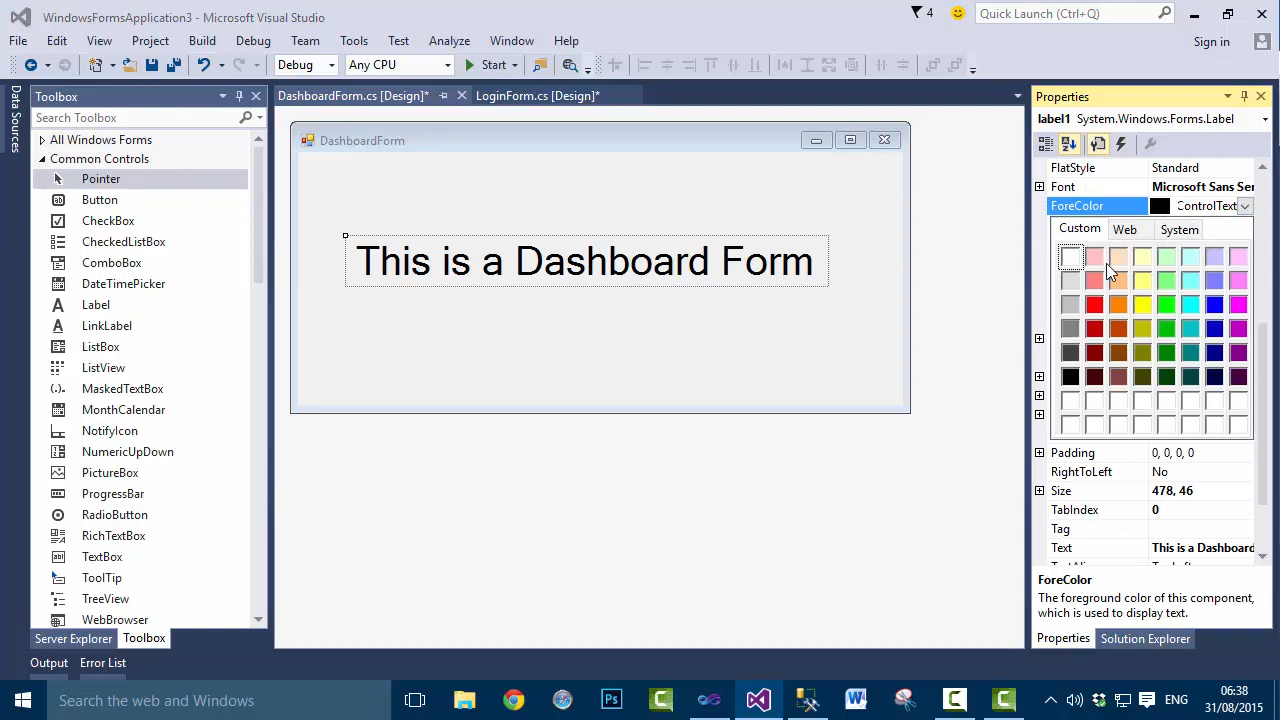 WindowsFormsApplication3 - Microsoft Visual Studio
4
Quick Launch (Ctrl+Q)
File Edit View Project Build Debug Team Tools Test Analyze Window Help
Sign in
Debug Any CPU Start
Data Sources
Toolbox
Search Toolbox
All Windows Forms
Common Controls
Pointer
Button
CheckBox
CheckedListBox
ComboBox
DateTimePicker
Label
LinkLabel
ListBox
ListView
MaskedTextBox
MonthCalendar
NotifyIcon
NumericUpDown
PictureBox
ProgressBar
RadioButton
RichTextBox
TextBox
ToolTip
TreeView
WebBrowser
Server Explorer Toolbox
Output Error List
DashboardForm.cs [Design]* LoginForm.cs [Design]*
DashboardForm
This is a Dashboard Form
Properties
label1 System.Windows.Forms.Label
FlatStyle Standard
Font Microsoft Sans Ser
ForeColor ControlText
Custom Web System
Padding 0, 0, 0, 0
RightToLeft No
Size 478, 46
TabIndex 0
Tag
Text This is a Dashboard
ForeColor
The foreground color of this component, which is used to display text.
Properties Solution Explorer
Search the web and Windows
ENG
06:38
31/08/2015